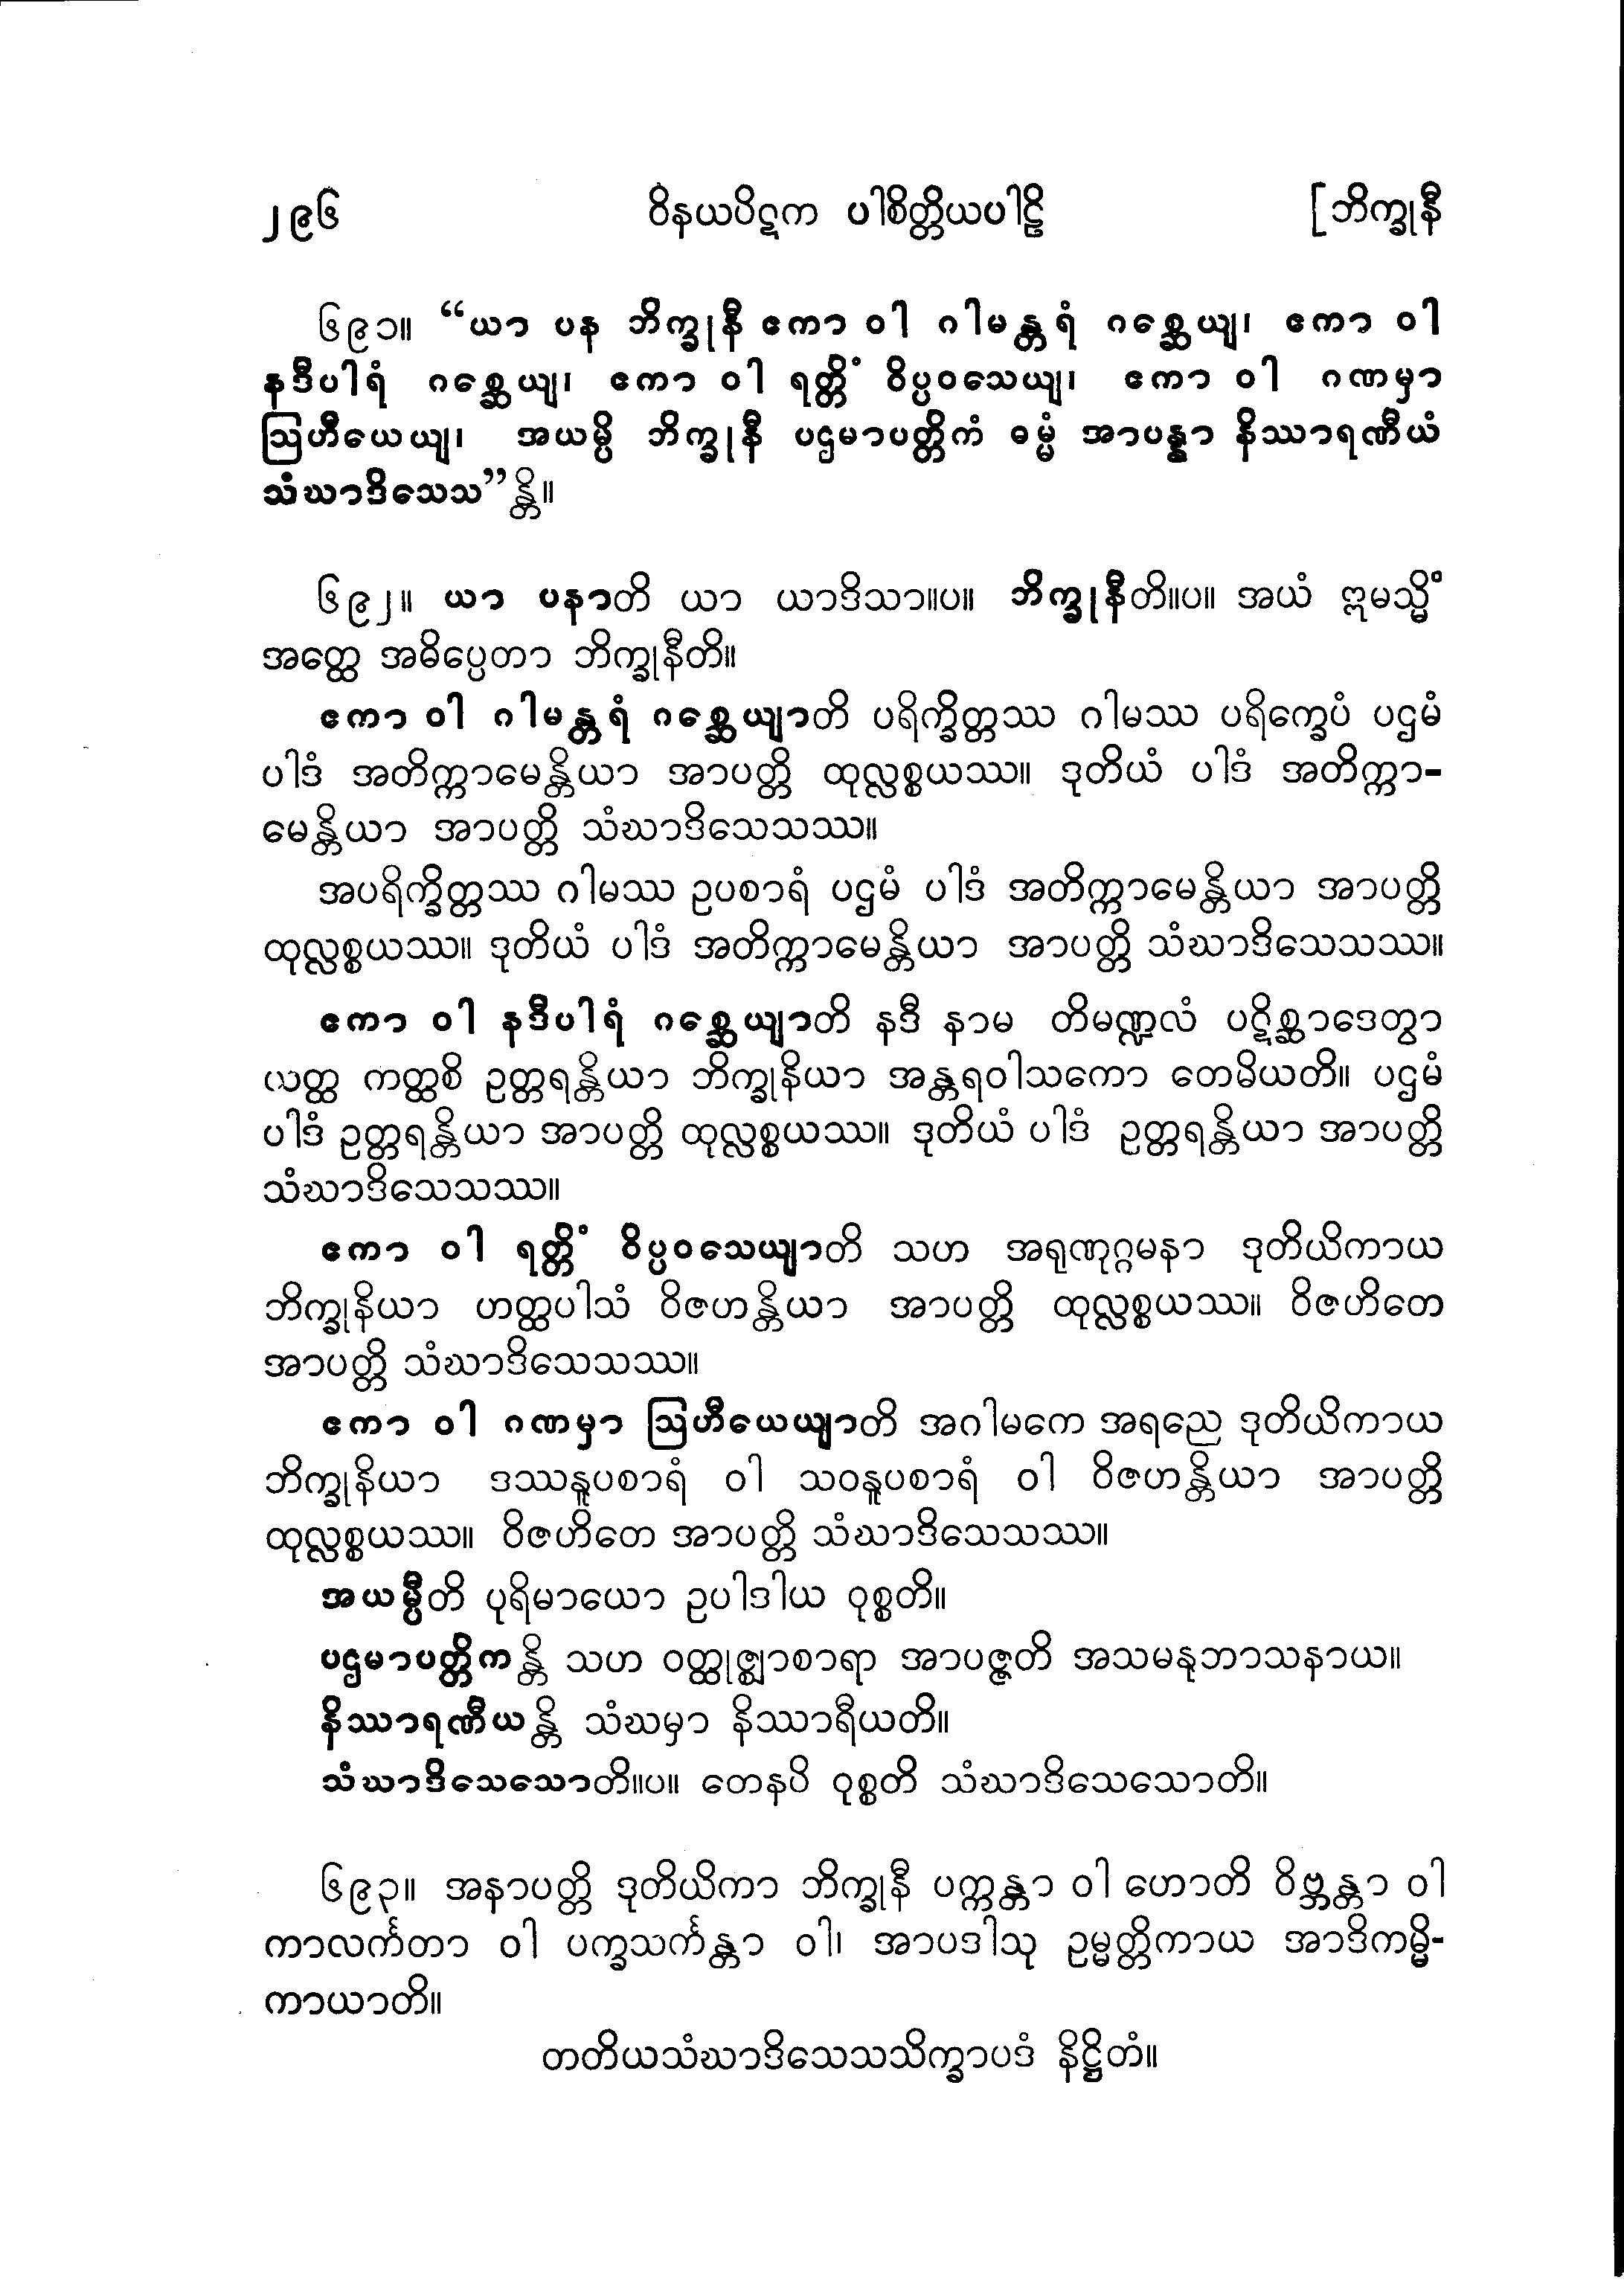 ၂၉၆ ဝိနယပိဋက ပါစိတ္တိယပါဠိ [ဘိက္ခုနီ
၆၉၁။ “ယာ ပန ဘိက္ခုနီ ဧကာ ဝါ ဂါမန္တရံ ဂစ္ဆေယျ၊ ဧကာ ဝါ
နဒီပါရံ ဂစ္ဆေယျ၊ ဧကာ ဝါ ရတ္တိံ ဝိပ္ပဝသေယျ၊ ဧကာ ဝါ ဂဏမှာ
ဩဟီယေယျ၊ အယမ္ပိ ဘိက္ခုနီ ပဌမာပတ္တိကံ ဓမ္မံ အာပန္နာ နိဿာရဏီယံ
သံဃာဒိသေသ”န္တိ။
၆၉၂။ ယာ ပနာတိ ယာ ယာဒိသာ။ပ။ ဘိက္ခုနီတိ။ပ။ အယံ ဣမသ္မိံ
အတ္ထေ အဓိပ္ပေတာ ဘိက္ခုနီတိ။
ဧကာ ဝါ ဂါမန္တရံ ဂစ္ဆေယျာတိ ပရိက္ခိတ္တဿ ဂါမဿ ပရိက္ခေပံ ပဌမံ
ပါဒံ အတိက္ကာမေန္တိယာ အာပတ္တိ ထုလ္လစ္စယဿ။ ဒုတိယံ ပါဒံ အတိက္ကာ-
မေန္တိယာ အာပတ္တိ သံဃာဒိသေသဿ။
အပရိက္ခိတ္တဿ ဂါမဿ ဥပစာရံ ပဌမံ ပါဒံ အတိက္ကာမေန္တိယာ အာပတ္တိ
ထုလ္လစ္စယဿ။ ဒုတိယံ ပါဒံ အတိက္ကာမေန္တိယာ အာပတ္တိ သံဃာဒိသေသဿ။
ဧကာ ဝါ နဒီပါရံ ဂစ္ဆေယျာတိ နဒီ နာမ တိမဏ္ဍလံ ပဋိစ္ဆာဒေတွာ
ယတ္ထ ကတ္ထစိ ဥတ္တရန္တိယာ ဘိက္ခုနိယာ အန္တရဝါသကော တေမိယတိ။ ပဌမံ
ပါဒံ ဥတ္တရန္တိယာ အာပတ္တိ ထုလ္လစ္စယဿ။ ဒုတိယံ ပါဒံ ဥတ္တရန္တိယာ အာပတ္တိ
သံဃာဒိသေသဿ။
ဧကာ ဝါ ရတ္တိံ ဝိပ္ပဝသေယျာတိ သဟ အရုဏုဂ္ဂမနာ ဒုတိယိကာယ
ဘိက္ခုနိယာ ဟတ္ထပါသံ ဝိဇဟန္တိယာ အာပတ္တိ ထုလ္လစ္စယဿ။ ဝိဇဟိတေ
အာပတ္တိ သံဃာဒိသေသဿ။
ဧကာ ဝါ ဂဏမှာ ဩဟီယေယျာတိ အဂါမကေ အရညေ ဒုတိယိကာယ
ဘိက္ခုနိယာ ဒဿနူပစာရံ ဝါ သဝနူပစာရံ ဝါ ဝိဇဟန္တိယာ အာပတ္တိ
ထုလ္လစ္စယဿ။ ဝိဇဟိတေ အာပတ္တိ သံဃာဒိသေသဿ။
အယမ္ပီတိ ပုရိမာယော ဥပါဒါယ ဝုစ္စတိ။
ပဌမာပတ္တိကန္တိ သဟ ဝတ္ထုဇ္ဈာစာရာ အာပဇ္ဇတိ အသမနုဘာသနာယ။
နိဿာရဏီယန္တိ သံဃမှာ နိဿာရီယတိ။
သံဃာဒိသေသောတိ။ပ။ တေနပိ ဝုစ္စတိ သံဃာဒိသေသောတိ။
၆၉၃။ အနာပတ္တိ ဒုတိယိကာ ဘိက္ခုနီ ပက္ကန္တာ ဝါ ဟောတိ ဝိဗ္ဘန္တာ ဝါ
ကာလင်္ကတာ ဝါ ပက္ခသင်္ကန္တာ ဝါ၊ အာပဒါသု ဥမ္မတ္တိကာယ အာဒိကမ္မိ-
ကာယာတိ။
တတိယသံဃာဒိသေသသိက္ခာပဒံ နိဋ္ဌိတံ။